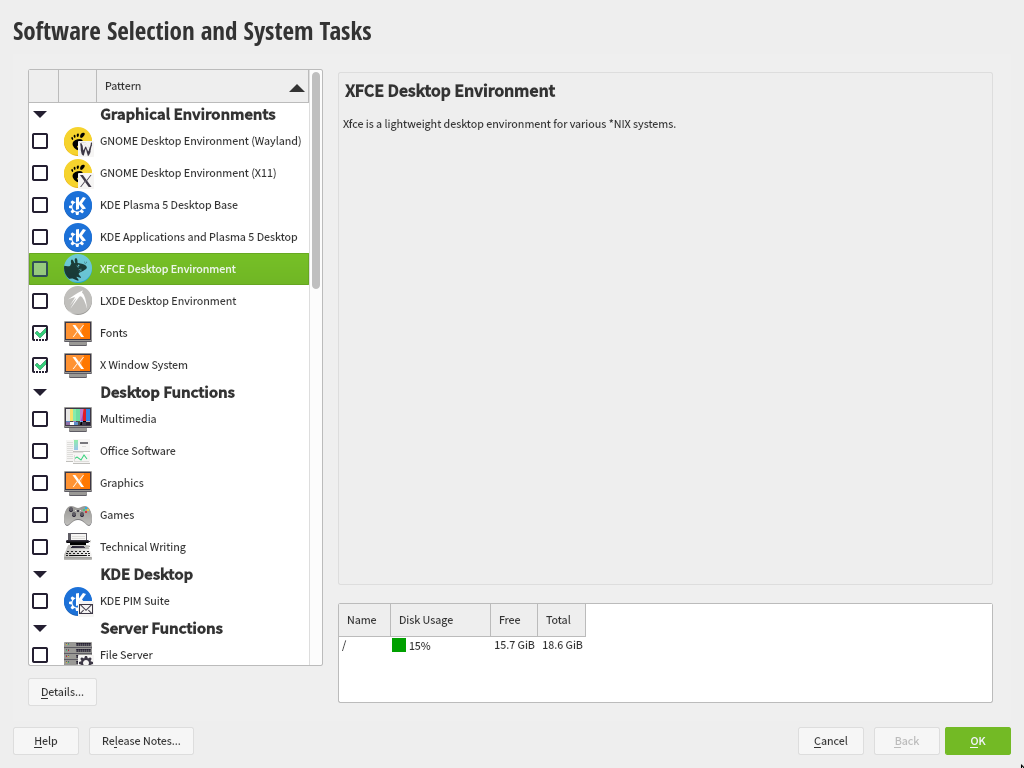 Software Selection and System Tasks
Pattern
Graphical Environments
GNOME Desktop Environment (Wayland)
GNOME Desktop Environment (X11)
KDE Plasma 5 Desktop Base
KDE Applications and Plasma 5 Desktop
XFCE Desktop Environment
LXDE Desktop Environment
Fonts
X Window System
Desktop Functions
Multimedia
Office Software
Graphics
Games
Technical Writing
KDE Desktop
KDE PIM Suite
Server Functions
File Server
Details...
XFCE Desktop Environment
Xfce is a lightweight desktop environment for various *NIX systems.
Name Disk Usage Free Total
/ 15% 15.7 GiB 18.6 GiB
Help Release Notes... Cancel Back OK